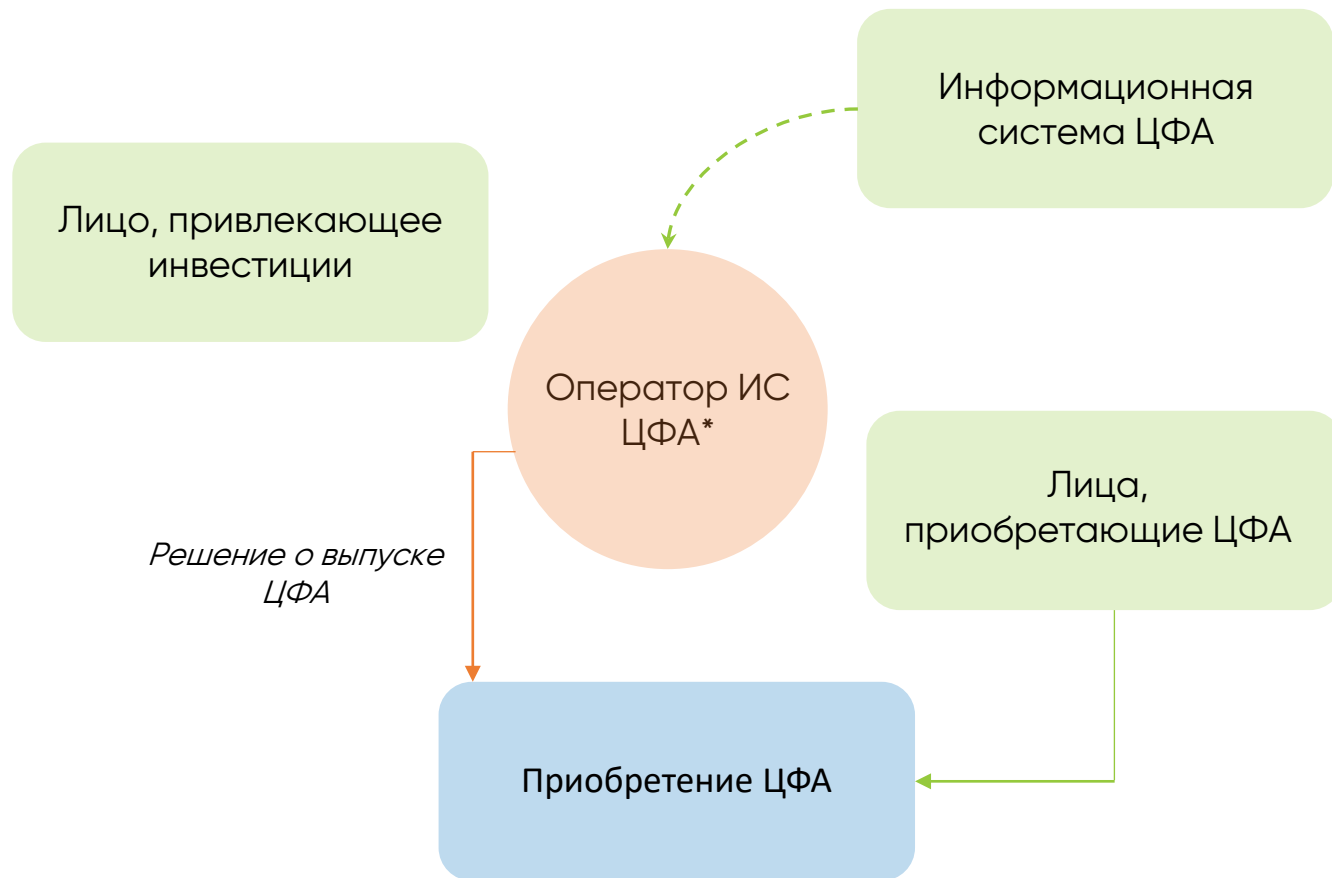 Информационная
система ЦФА
Лицо, привлекающее
инвестиции
Оператор ИС
ЦФА*
Лица,
приобретающие ЦФА
Решение о выпуске
ЦФА
Приобретение ЦФА